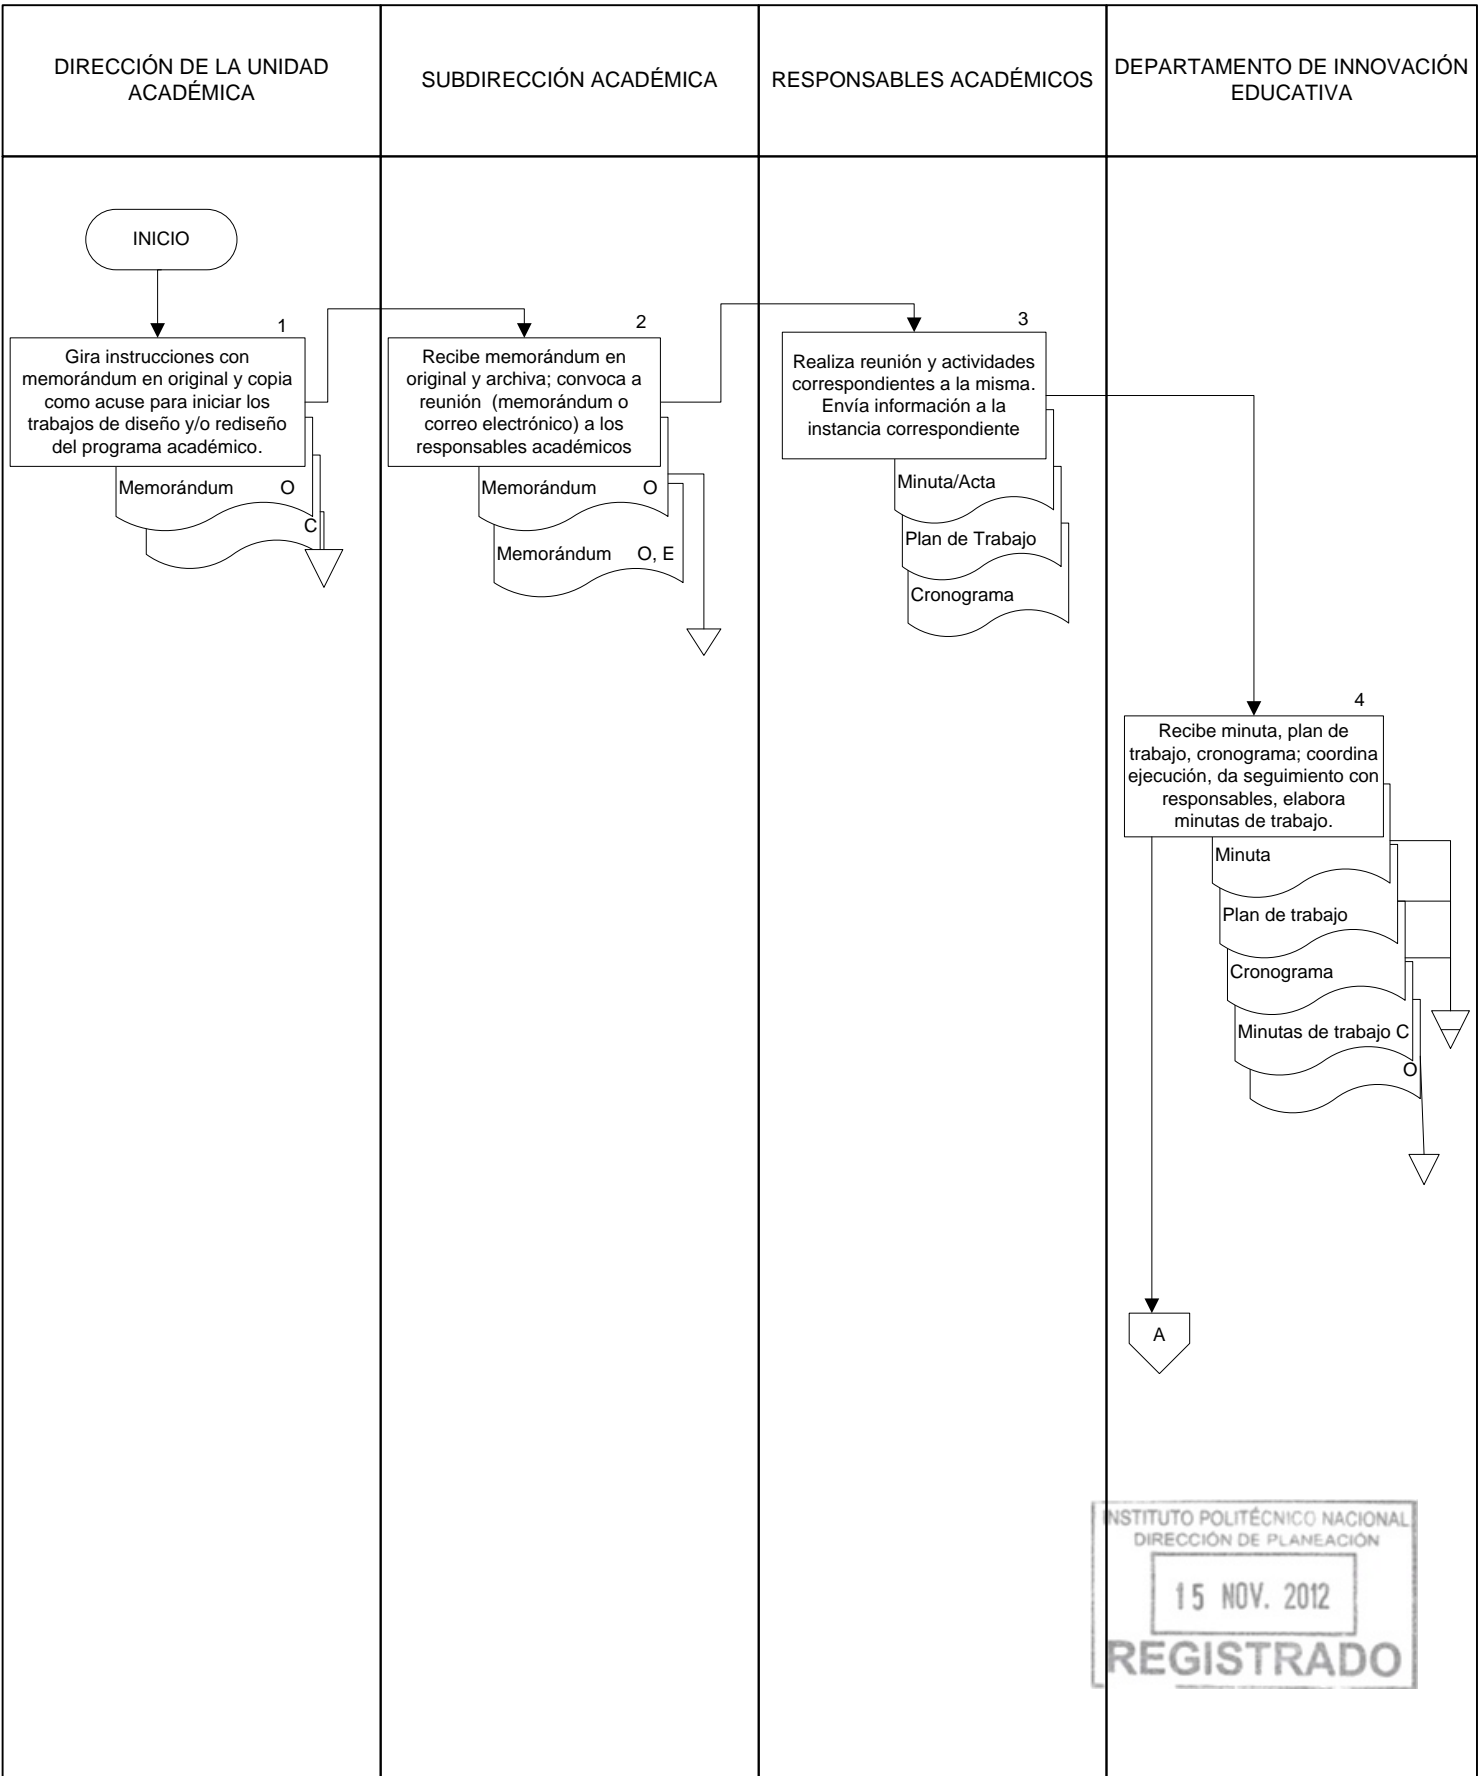 DIRECCIÓN DE LA UNIDAD
ACADÉMICA
SUBDIRECCIÓN ACADÉMICA
RESPONSABLES ACADÉMICOS
DEPARTAMENTO DE INNOVACIÓN
EDUCATIVA
INICIO
1
Gira instrucciones con
memorándum en original y copia
como acuse para iniciar los
trabajos de diseño y/o rediseño
del programa académico.
Memorándum O
C
2
Recibe memorándum en
original y archiva; convoca a
reunión (memorándum o
correo electrónico) a los
responsables académicos
Memorándum O
Memorándum O, E
3
Realiza reunión y actividades
correspondientes a la misma.
Envía información a la
instancia correspondiente
Minuta/Acta
Plan de Trabajo
Cronograma
4
Recibe minuta, plan de
trabajo, cronograma; coordina
ejecución, da seguimiento con
responsables, elabora
minutas de trabajo.
Minuta
Plan de trabajo
Cronograma
Minutas de trabajo C
O
A
INSTITUTO POLITÉCNICO NACIONAL
DIRECCIÓN DE PLANEACIÓN
15 NOV. 2012
REGISTRADO